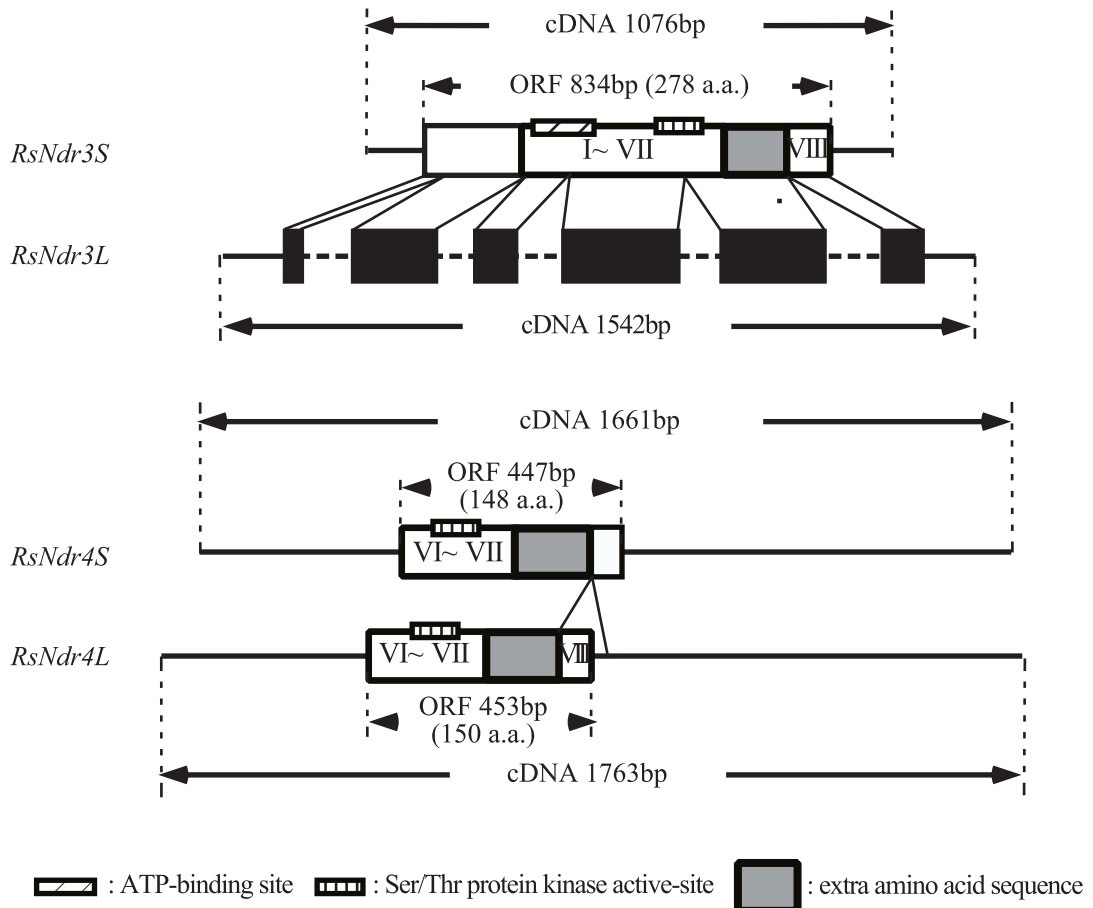 cDNA 1076bp
ORF 834bp (278 a.a.)
RsNdr3S
I~ VII
VIII
RsNdr3L
cDNA 1542bp
cDNA 1661bp
ORF 447bp
(148 a.a.)
RsNdr4S
VI~ VII
RsNdr4L
VI~ VII
VIII
ORF 453bp
(150 a.a.)
cDNA 1763bp
: ATP-binding site
: Ser/Thr protein kinase active-site
: extra amino acid sequence